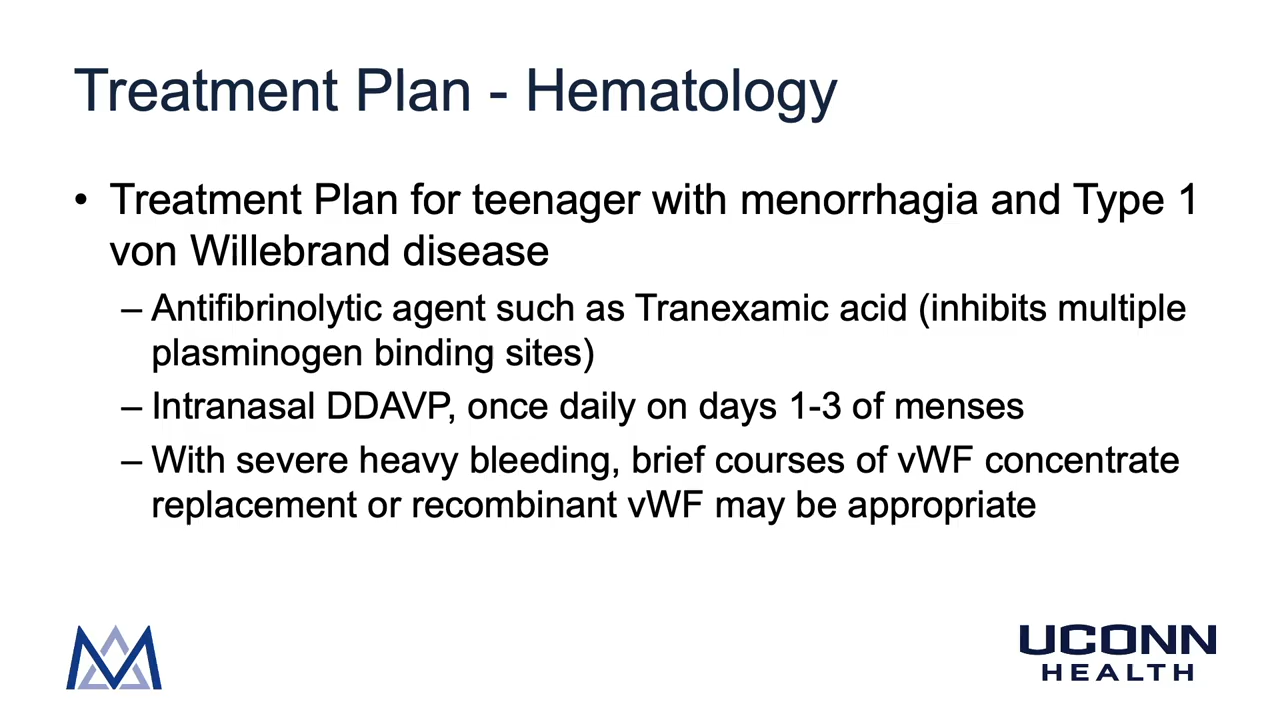 Treatment Plan - Hematology
• Treatment Plan for teenager with menorrhagia and Type 1
von Willebrand disease
– Antifibrinolytic agent such as Tranexamic acid (inhibits multiple
plasminogen binding sites)
– Intranasal DDAVP, once daily on days 1-3 of menses
– With severe heavy bleeding, brief courses of vWF concentrate
replacement or recombinant vWF may be appropriate
UCONN
HEALTH